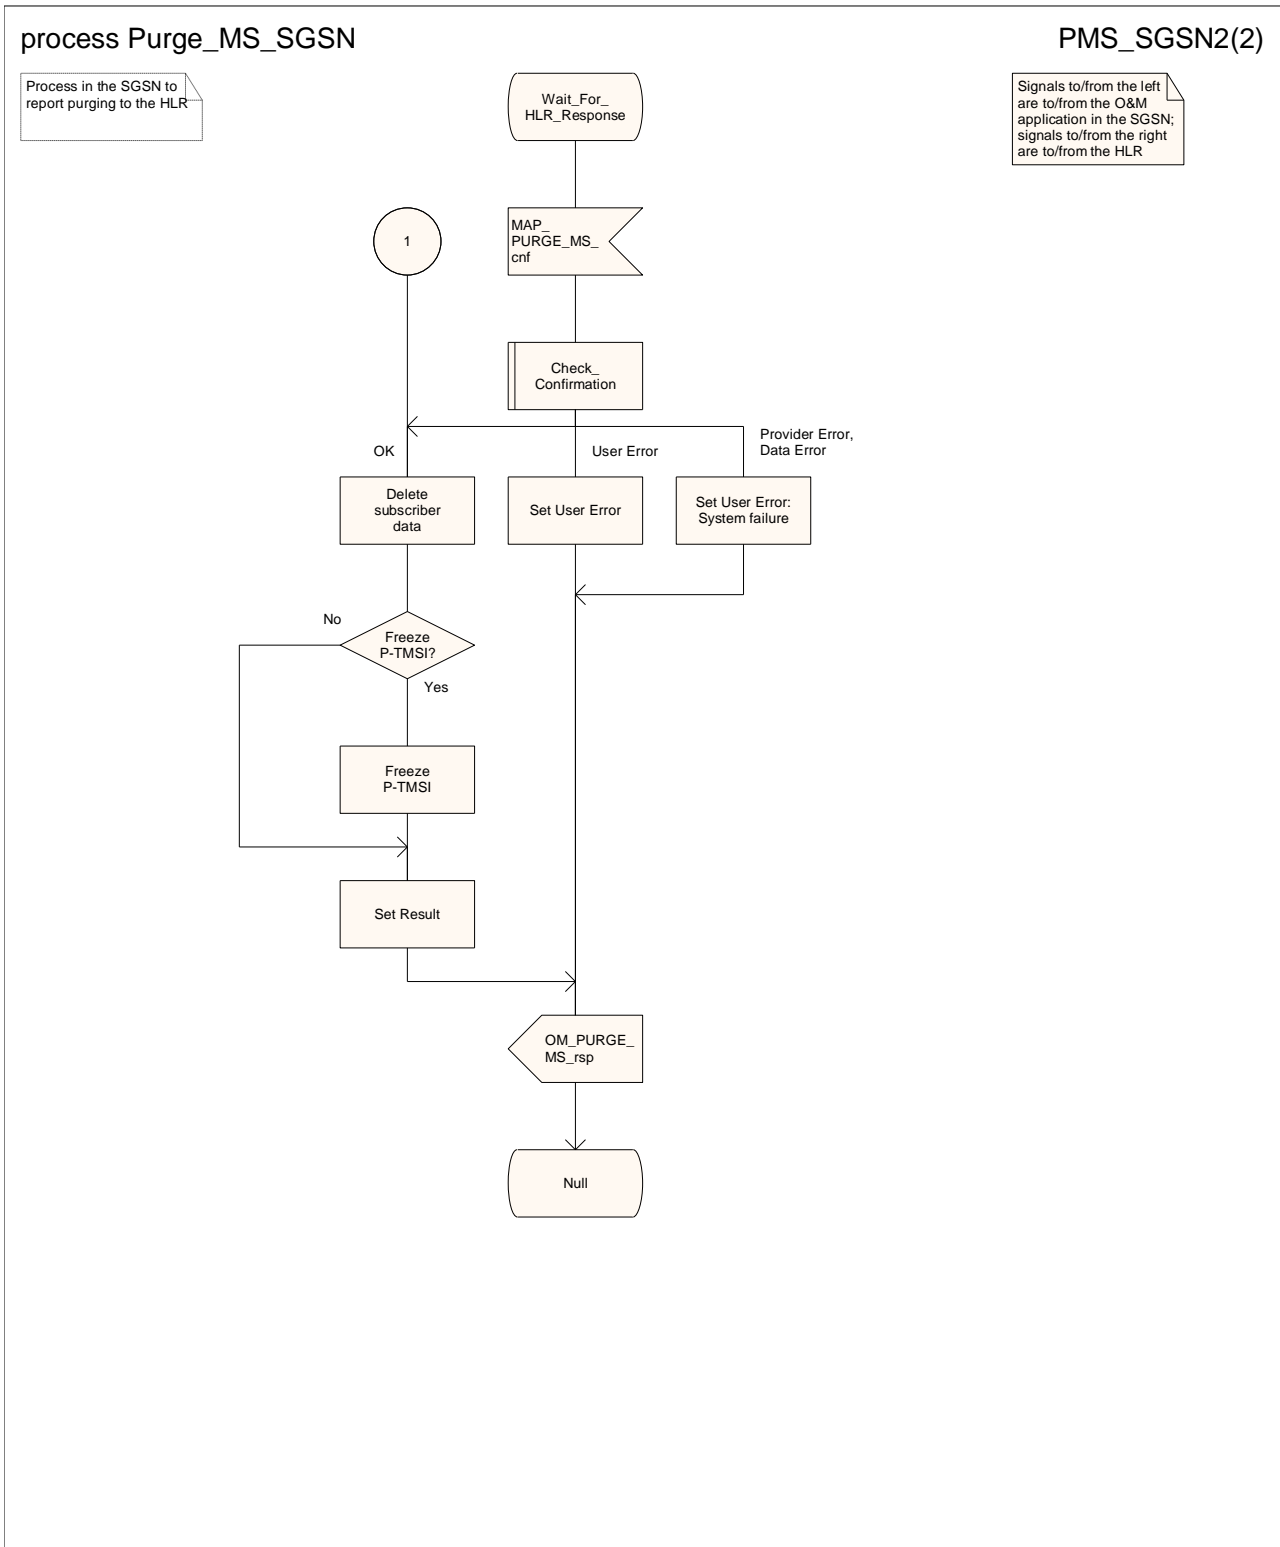 process Purge_MS_SGSN
PMS_SGSN2(2)
Process in the SGSN to
report purging to the HLR
Wait_For_
HLR_Response
Signals to/from the left
are to/from the O&M
application in the SGSN;
signals to/from the right
are to/from the HLR
1
MAP_
PURGE_MS_
cnf
Check_
Confirmation
OK
User Error
Provider Error,
Data Error
Delete
subscriber
data
Set User Error
Set User Error:
System failure
No
Freeze
P-TMSI?
Yes
Freeze
P-TMSI
Set Result
OM_PURGE_
MS_rsp
Null